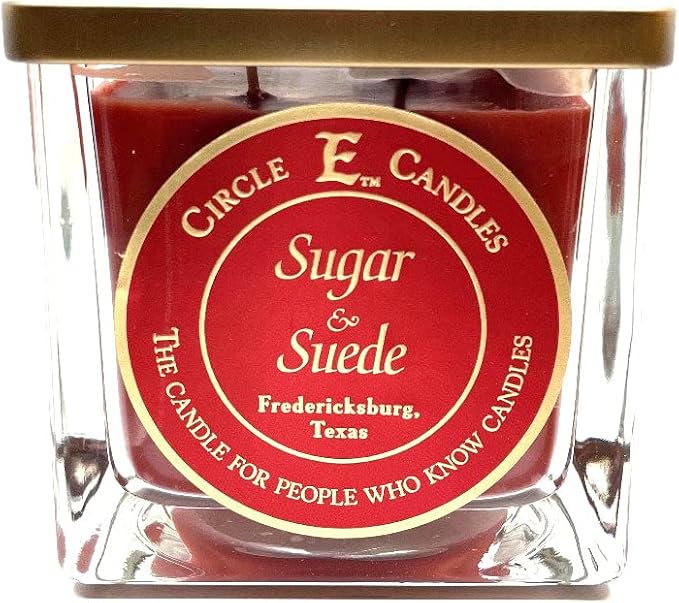 CIRCLE E™ CANDLES
Sugar
&
Suede
Fredericksburg,
Texas
THE CANDLE FOR PEOPLE WHO KNOW CANDLES